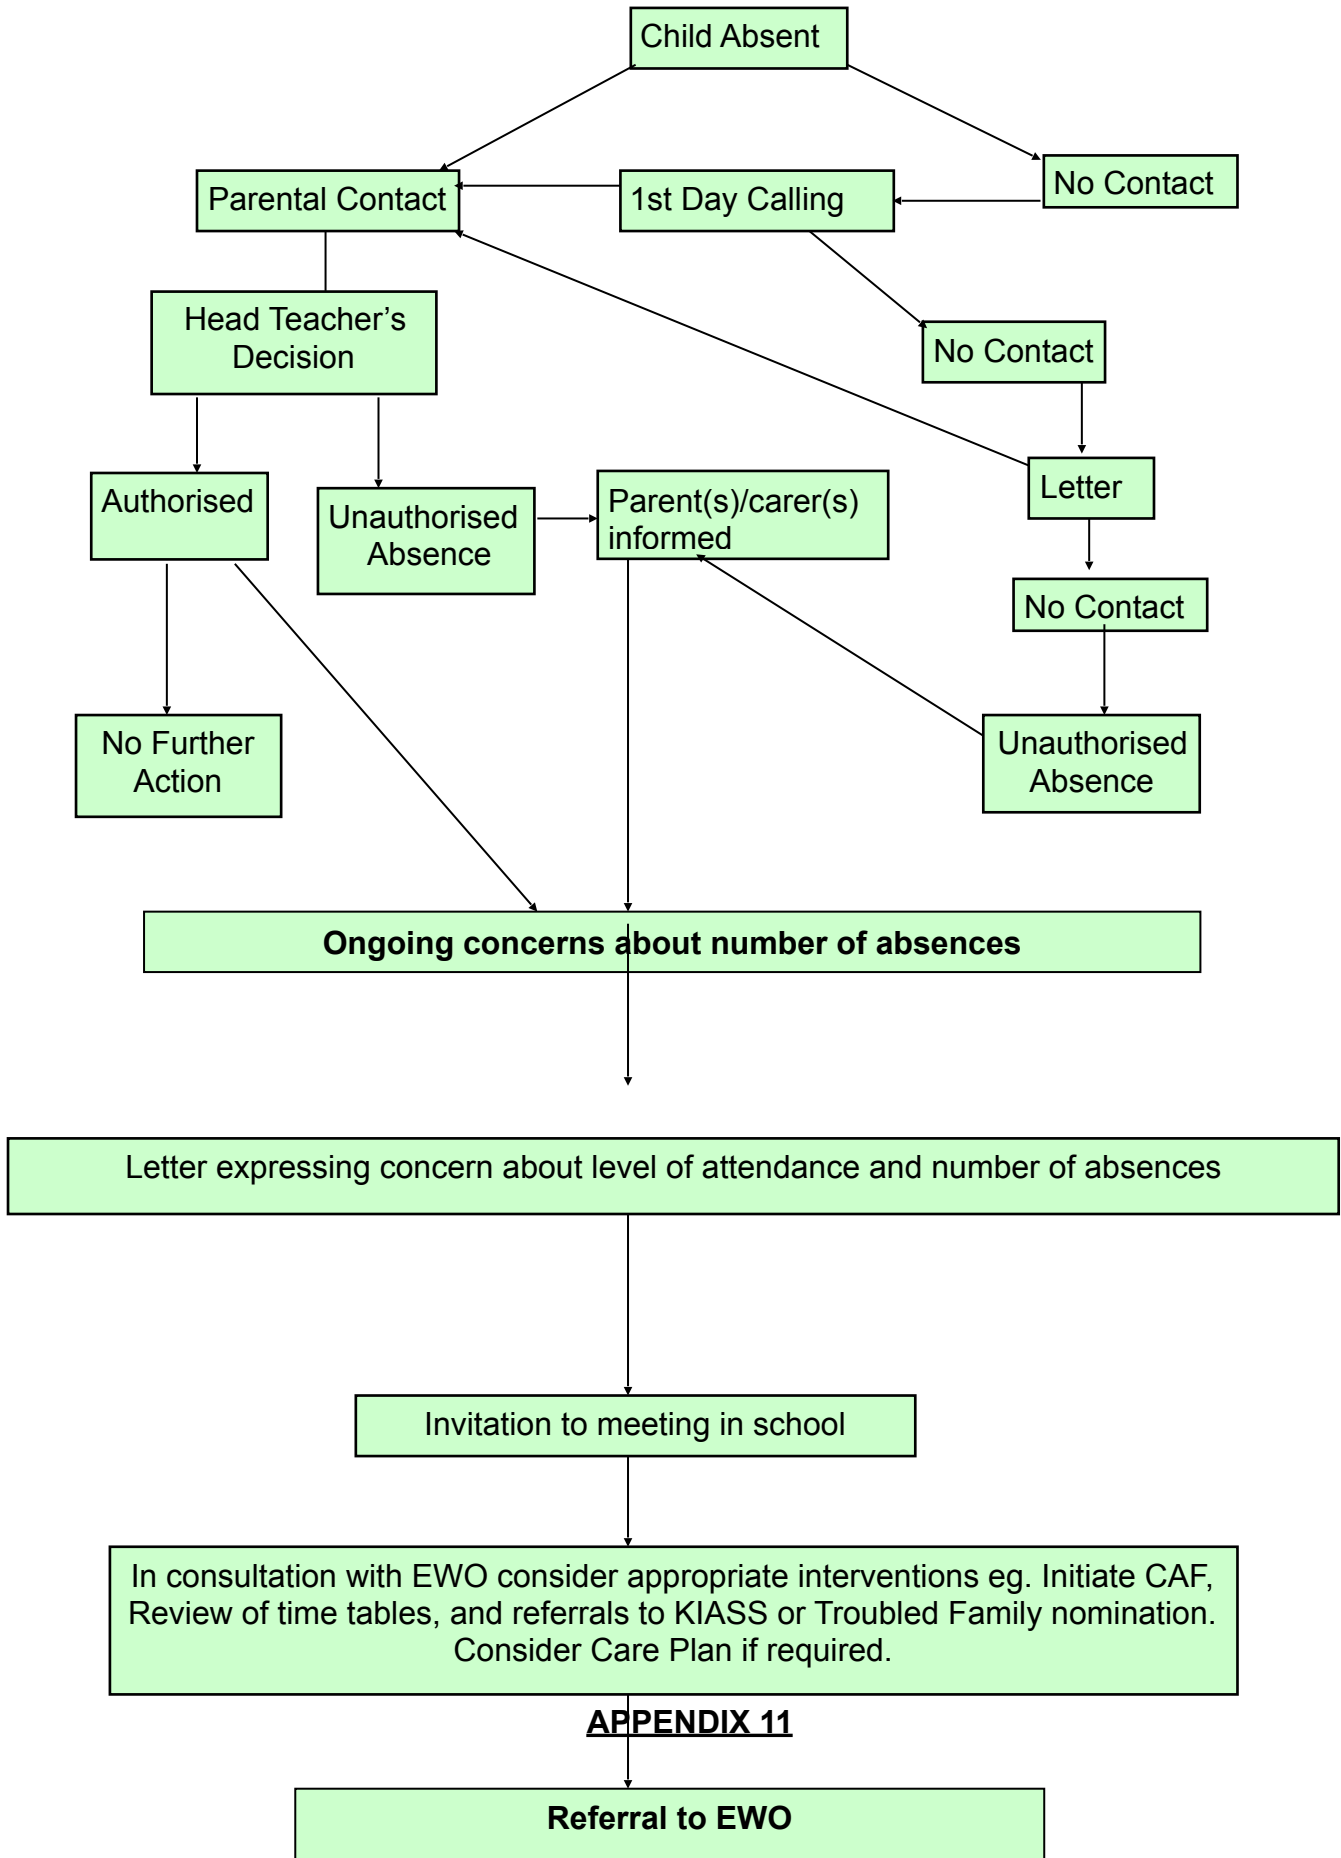 Child Absent
Parental Contact
1st Day Calling
No Contact
Head Teacher’s
Decision
No Contact
Authorised
Unauthorised
Absence
Parent(s)/carer(s)
informed
Letter
No Contact
No Further
Action
Unauthorised
Absence
Ongoing concerns about number of absences
Letter expressing concern about level of attendance and number of absences
Invitation to meeting in school
In consultation with EWO consider appropriate interventions eg. Initiate CAF,
Review of time tables, and referrals to KIASS or Troubled Family nomination.
Consider Care Plan if required.
APPENDIX 11
Referral to EWO